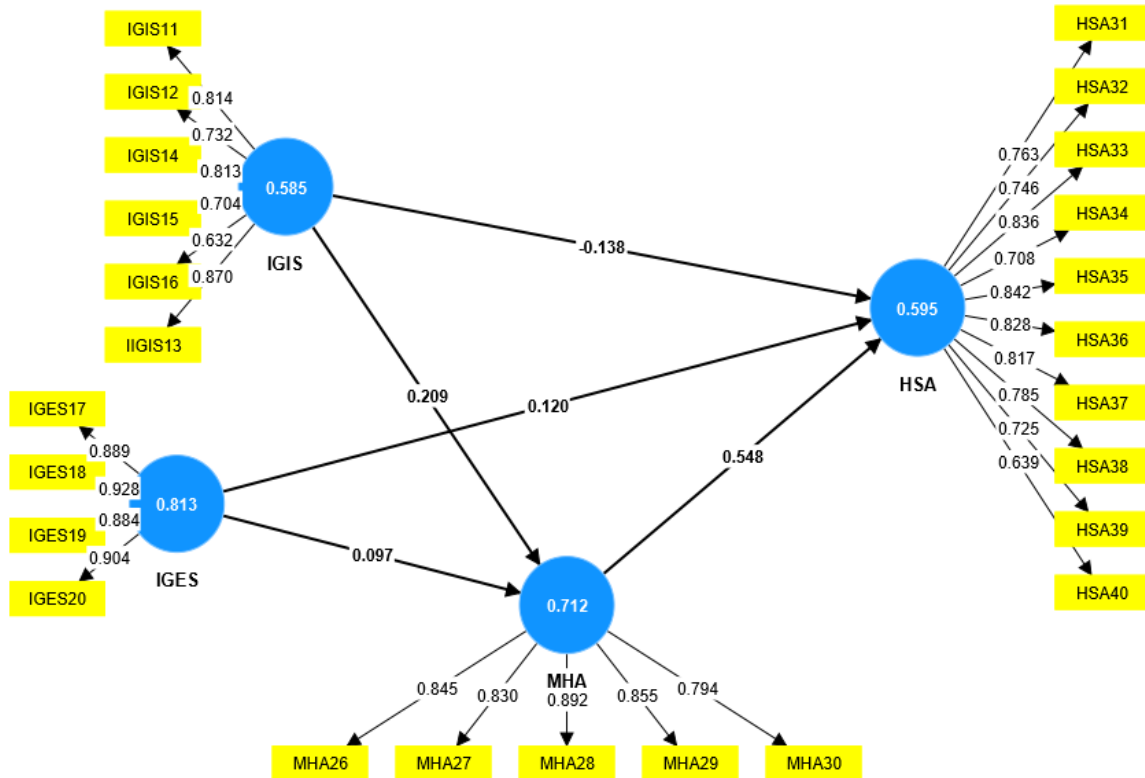 IGIS11
IGIS12
IGIS14
IGIS15
IGIS16
IIGIS13
0.814
0.732
0.813
0.704
0.632
0.870
0.585
IGIS
IGES17
IGES18
IGES19
IGES20
0.889
0.928
0.884
0.904
0.813
IGES
-0.138
0.209
0.120
0.097
0.548
0.712
MHA
0.845
0.830
0.892
0.855
0.794
MHA26
MHA27
MHA28
MHA29
MHA30
0.595
HSA
0.763
0.746
0.836
0.708
0.842
0.828
0.817
0.785
0.725
0.639
HSA31
HSA32
HSA33
HSA34
HSA35
HSA36
HSA37
HSA38
HSA39
HSA40